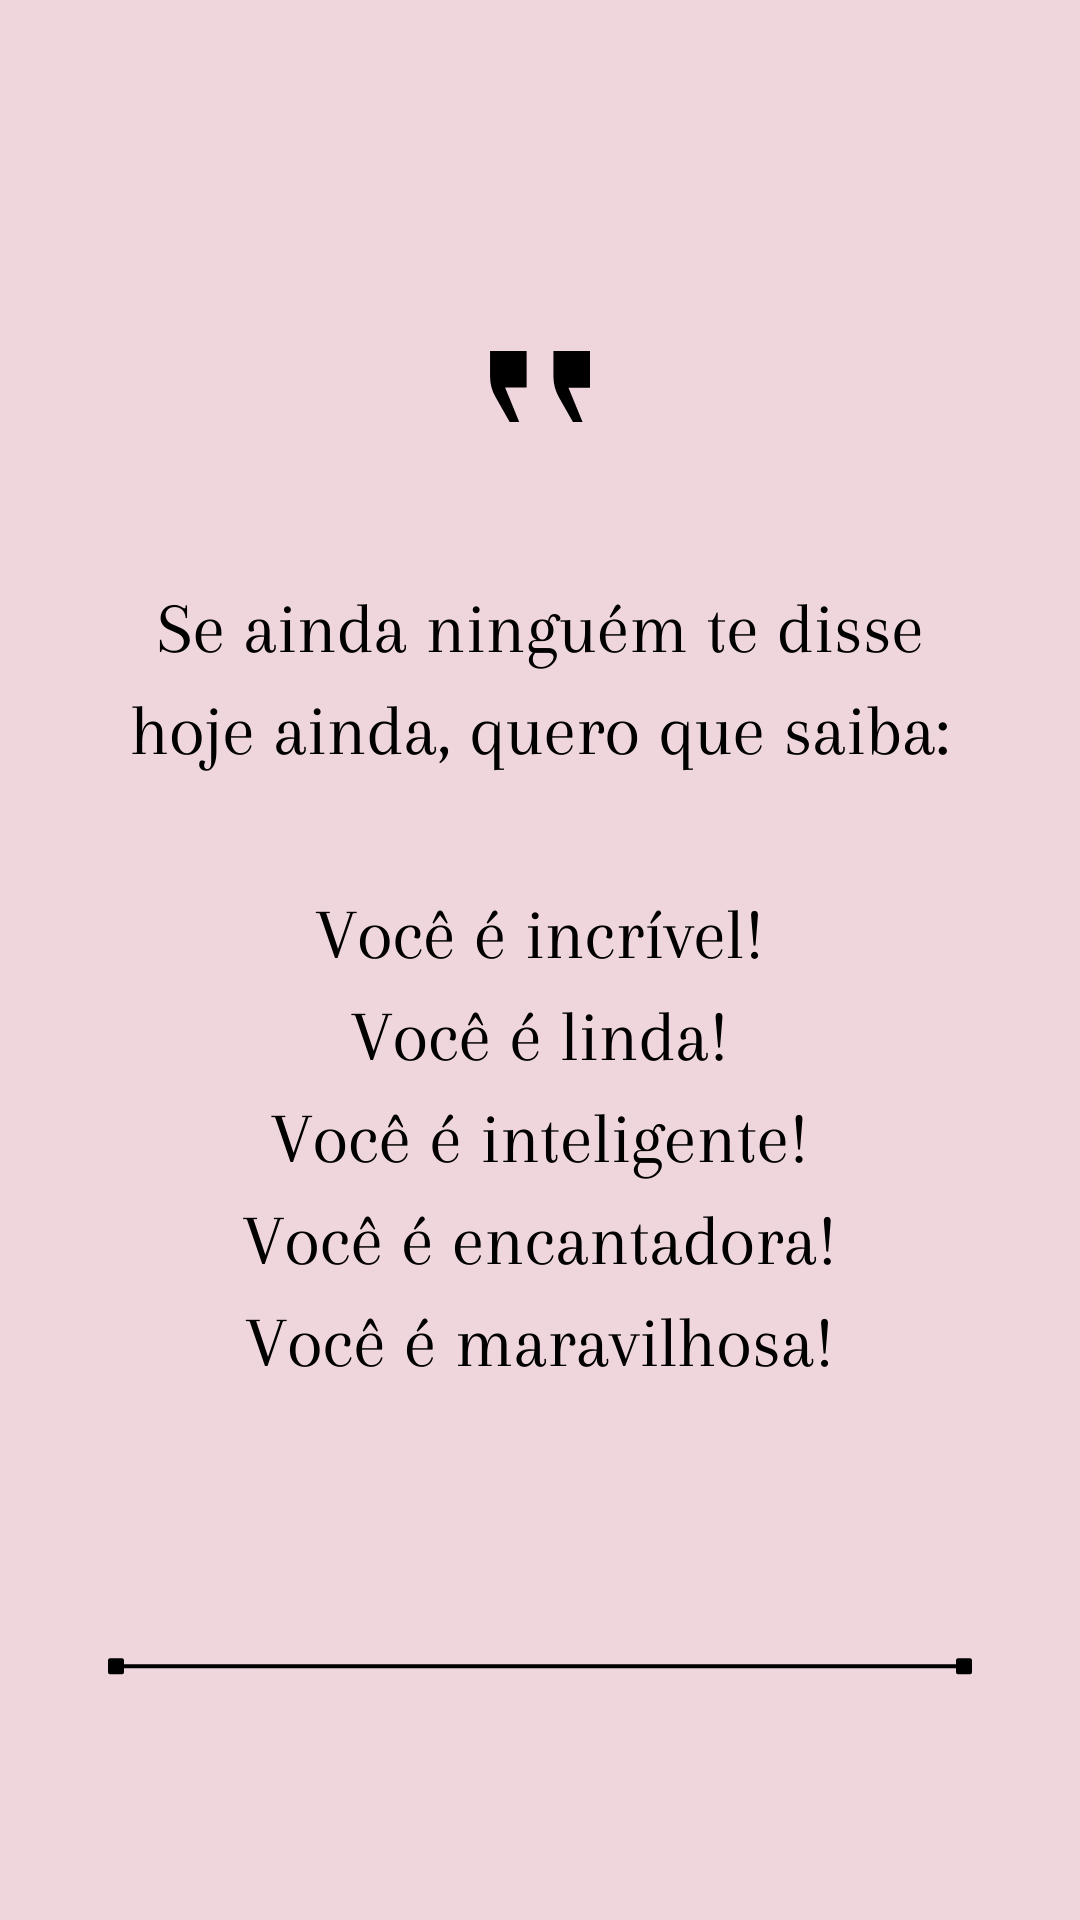 "
Se ainda ninguém te disse
hoje ainda, quero que saiba:
Você é incrível!
Você é linda!
Você é inteligente!
Você é encantadora!
Você é maravilhosa!